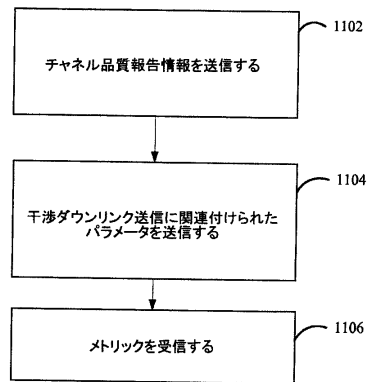 1102
チャネル品質報告情報を送信する
1104
干渉ダウンリンク送信に関連付けられた
パラメータを送信する
1106
メトリックを受信する